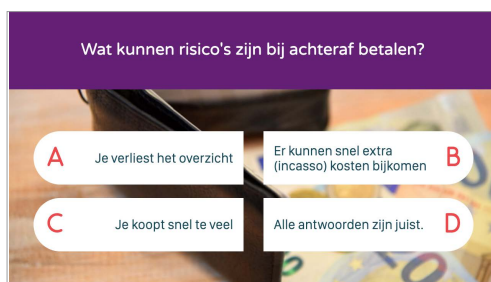 Wat kunnen risico's zijn bij achteraf betalen?
A Je verliest het overzicht
Er kunnen snel extra
(incasso) kosten bijkomen B
C Je koopt snel te veel
Alle antwoorden zijn juist. D